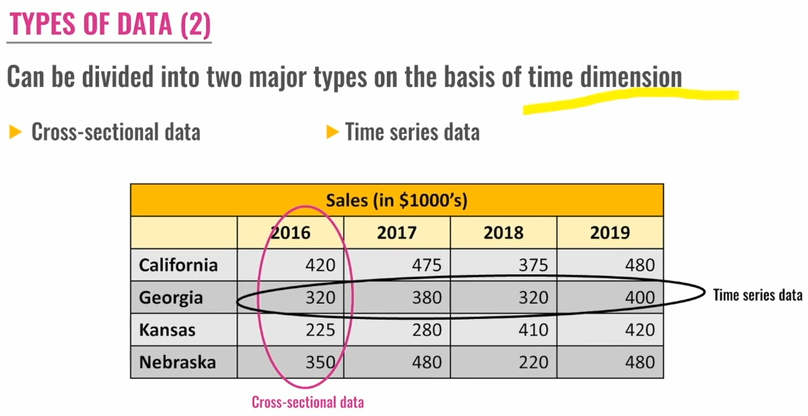 TYPES OF DATA (2)
Can be divided into two major types on the basis of time dimension
Cross-sectional data Time series data
Sales (in $1000's)
2016 2017 2018 2019
California 420 475 375 480
Georgia 320 380 320 400
Time series data
Kansas 225 280 410 420
Nebraska 350 480 220 480
Cross-sectional data